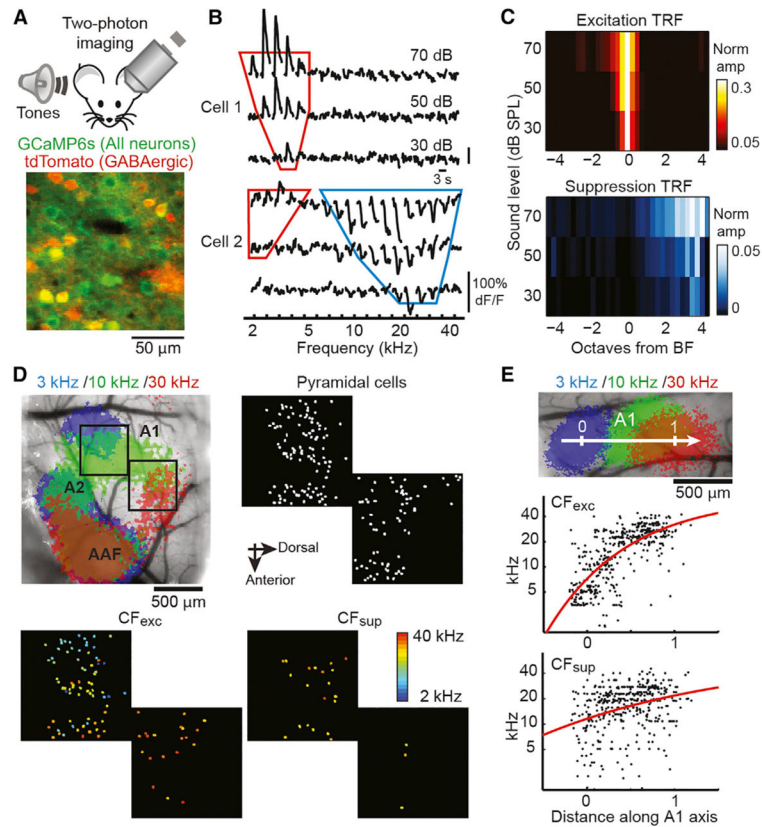 A
Two-photon
imaging
Tones
GCaMP6s (All neurons)
tdTomato (GABAergic)
50 μm
B
70 dB
Cell 1
50 dB
30 dB
3 s
Cell 2
100%
dF/F
2 5 10 20 40
Frequency (kHz)
C
Excitation TRF
70
50
30
−4 −2 0 2 4
Norm
amp
0.3
0.05
Sound level (dB SPL)
Suppression TRF
70
50
30
−4 −2 0 2 4
Octaves from BF
Norm
amp
0.05
0
D
3 kHz /10 kHz /30 kHz
A1
A2
AAF
500 μm
Pyramidal cells
Dorsal
Anterior
CFexc
CFsup
40 kHz
2 kHz
E
3 kHz /10 kHz /30 kHz
A1
0 1
500 μm
CFexc
40
20
10
5
kHz
0 1
CFsup
40
20
10
5
kHz
0 1
Distance along A1 axis